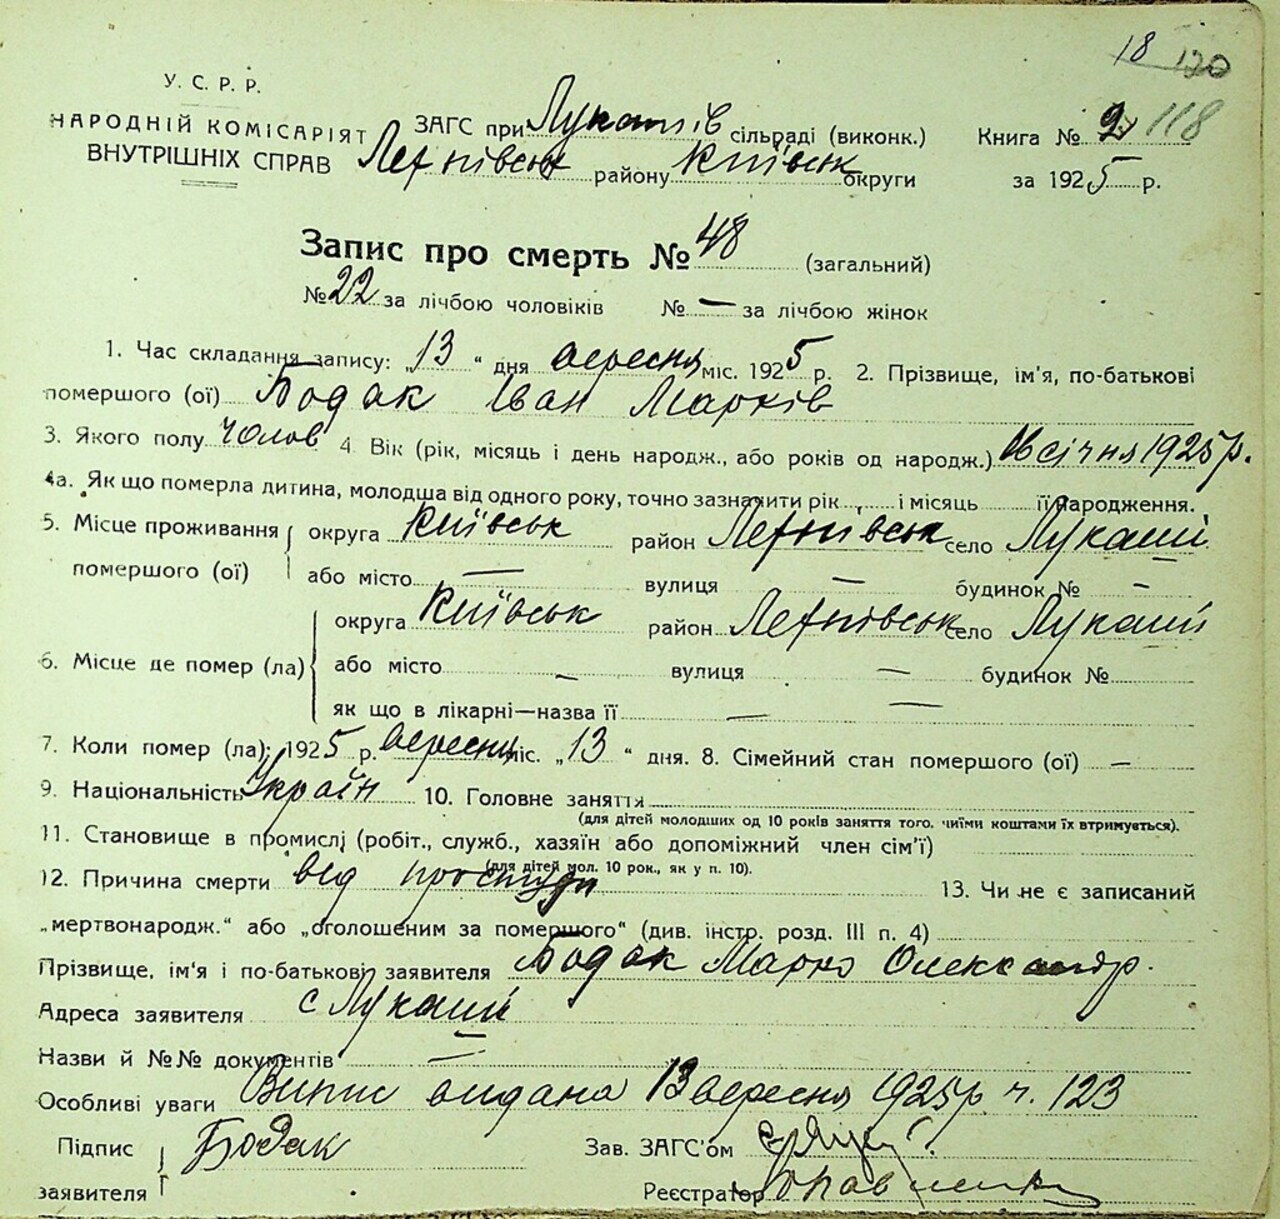 18 120
У. С. Р. Р.
НАРОДНІЙ КОМІСАРІЯТ
ВНУТРІШНІХ СПРАВ
ЗАГС при Лукашів сільраді (виконк.)
району Київськ округи
Книга № 2 118
за 1925 р.
Запис про смерть № 48 (загальний)
№ 22 за лічбою чоловіків № — за лічбою жінок
1. Час складання запису: „13“ дня вересня міс. 1925 р. 2. Прізвище, ім'я, по-батькові
помершого (ої) Бодак Іван Марків
3. Якого полу чолов 4. Вік (рік, місяць і день народж., або років од народж.) січня 1925 р.
4а. Як що померла дитина, молодша від одного року, точно зазначити рік і місяць її народження.
5. Місце проживання помершого (ої) округа Київськ район село Лукаші
або місто — вулиця — будинок № —
6. Місце де помер (ла) округа Київськ район село Лукаші
або місто — вулиця — будинок №
як що в лікарні—назва її — —
7. Коли помер (ла): 1925 р. вересня міс. „13“ дня. 8. Сімейний стан помершого (ої) —
9. Національність Україн 10. Головне заняття
(для дітей молодших од 10 років заняття того, чиїми коштами їх втримується).
11. Становище в промислі (робіт., служб., хазяїн або допоміжний член сім'ї)
(для дітей мол. 10 рок., як у п. 10).
12. Причина смерти від простуди 13. Чи не є записаний
„мертвонародж.“ або „оголошеним за помершого“ (див. інстр. розд. III п. 4)
Прізвище, ім'я і по-батькові заявителя Бодак Марко Олександр.
Адреса заявителя с Лукаші
Назви й №№ документів —
Особливі уваги Випис видана 13 вересня 1925 р. ч. 123
Підпис заявителя Бодак
Зав. ЗАГС'ом
Реєстратор